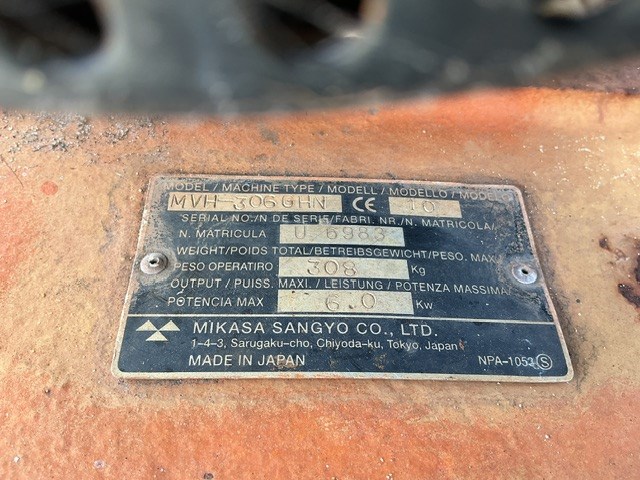 MODEL / MACHINE TYPE / MODELL / MODELLO / MODE
MVH-306GHN CE 10
SERIAL NO./N DE SERIE/FABRI. NR./N. MATRICOLA/
N. MATRICULA U 6983
WEIGHT/POIDS TOTAL/BETREIBSGEWICHT/PESO. MAX/
PESO OPERATIRO 308 Kg
OUTPUT / PUISS. MAXI. / LEISTUNG / POTENZA MASSIMA/
POTENCIA MAX 6.0 Kw
MIKASA SANGYO CO., LTD.
1-4-3, Sarugaku-cho, Chiyoda-ku, Tokyo, Japan
MADE IN JAPAN NPA-1052 S